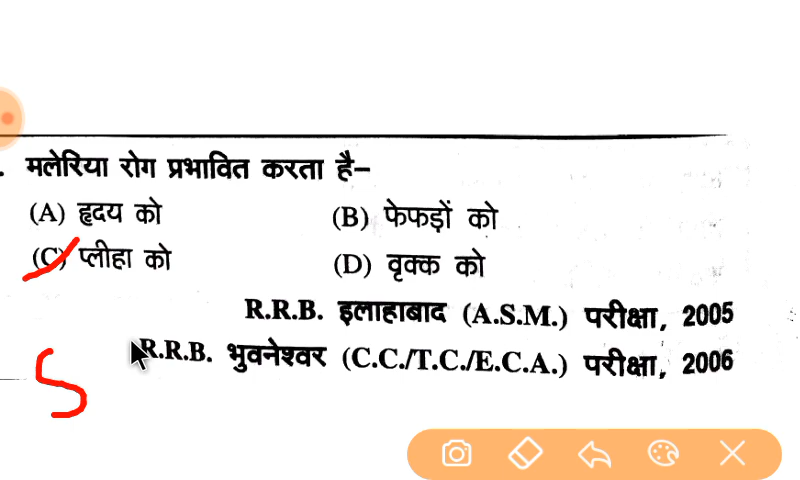 . मलेरिया रोग प्रभावित करता है–
(A) हृदय को (B) फेफड़ों को
(C) प्लीहा को (D) वृक्क को
R.R.B. इलाहाबाद (A.S.M.) परीक्षा, 2005
R.R.B. भुवनेश्वर (C.C./T.C./E.C.A.) परीक्षा, 2006
S